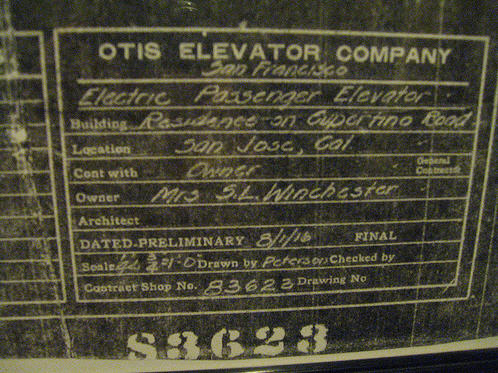 OTIS ELEVATOR COMPANY
San Francisco
Electric Passenger Elevator
Building Residence on Cupertino Road
Location San Jose, Cal
Cont with Owner General Contractor
Owner Mrs S.L. Winchester
Architect
DATED-PRELIMINARY 8/1/16 FINAL
Scale Drawn by Peterson Checked by
Contract Shop No. 83623 Drawing No
S3623